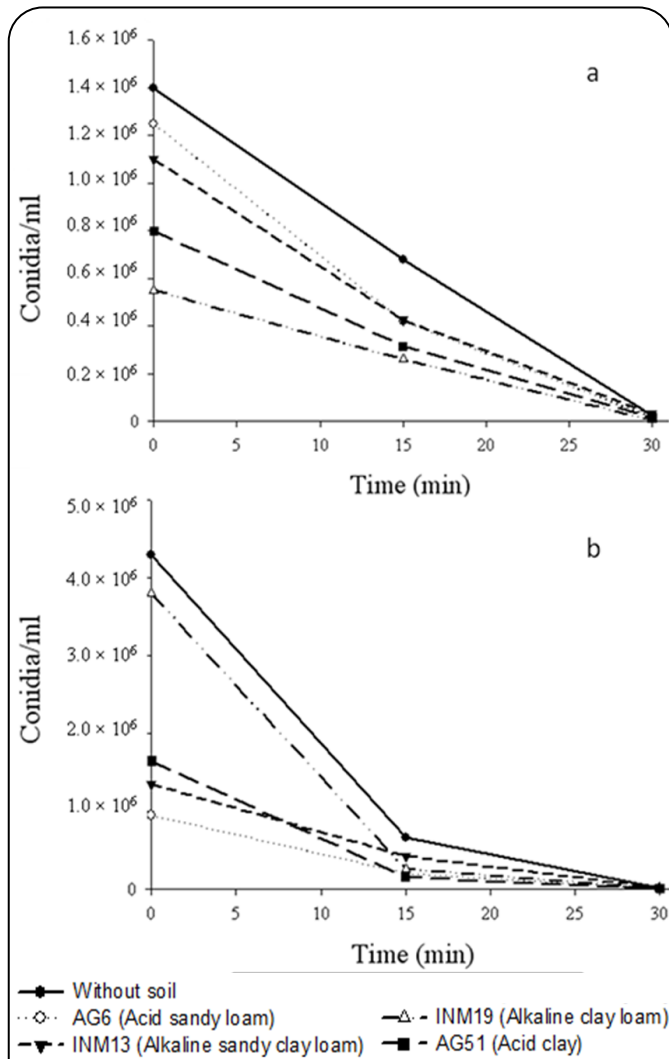 a
1.6 × 10⁶
1.4 × 10⁶
1.2 × 10⁶
1.0 × 10⁶
0.8 × 10⁶
0.6 × 10⁶
0.4 × 10⁶
0.2 × 10⁶
0
Conidia/ml
0 5 10 15 20 25 30
Time (min)
b
5.0 × 10⁶
4.0 × 10⁶
3.0 × 10⁶
2.0 × 10⁶
1.0 × 10⁶
0
Conidia/ml
0 5 10 15 20 25 30
Time (min)
Without soil
AG6 (Acid sandy loam) INM19 (Alkaline clay loam)
INM13 (Alkaline sandy clay loam) AG51 (Acid clay)